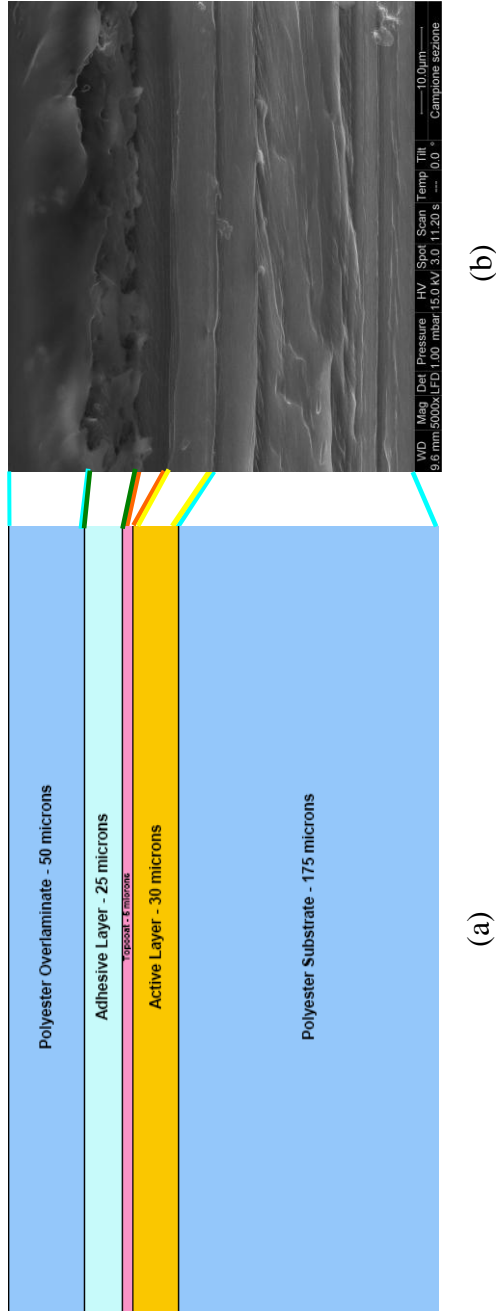 Polyester Overlaminate - 50 microns
Adhesive Layer - 25 microns
Topcoat - 5 microns
Active Layer - 30 microns
Polyester Substrate - 175 microns
(a)
WD Mag Det Pressure HV Spot Scan Temp Tilt 10.0µm
9.6 mm 5000x LFD 1.00 mbar 15.0 kV 3.0 11.20 s --- 0.0 ° Campione sezione
(b)